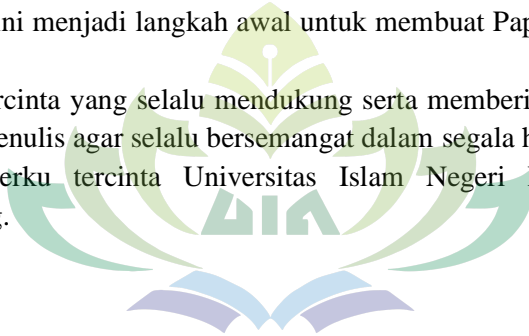 ini menjadi langkah awal untuk membuat Pap
rcinta yang selalu mendukung serta memberi
enulis agar selalu bersemangat dalam segala h
erku tercinta Universitas Islam Negeri
g.
UIN